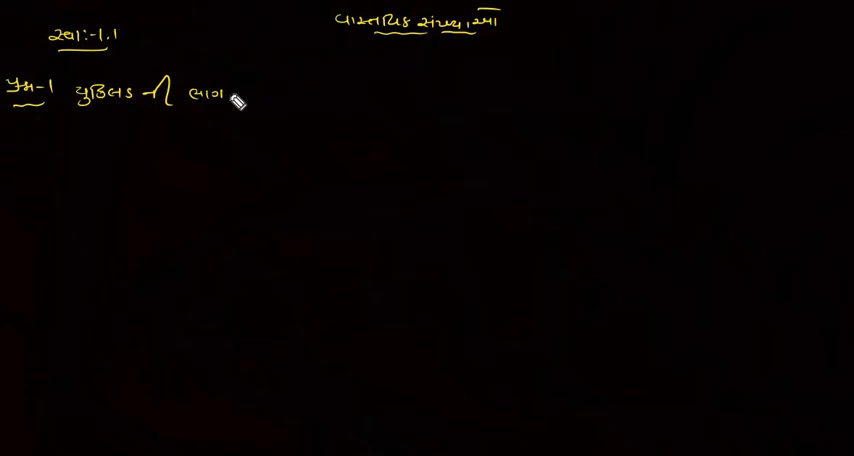 વાસ્તવિક સંખ્યાઓ
સ્વા:-1.1
પ્રશ્ન-1 યુક્લિડ ની ભાગ